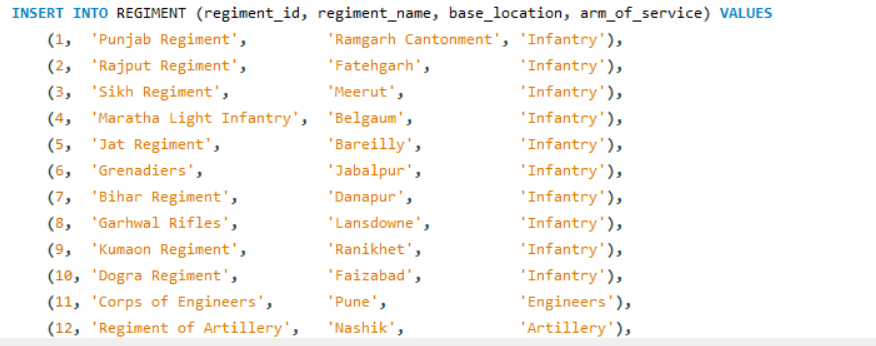 INSERT INTO REGIMENT (regiment_id, regiment_name, base_location, arm_of_service) VALUES
(1, 'Punjab Regiment', 'Ramgarh Cantonment', 'Infantry'),
(2, 'Rajput Regiment', 'Fatehgarh', 'Infantry'),
(3, 'Sikh Regiment', 'Meerut', 'Infantry'),
(4, 'Maratha Light Infantry', 'Belgaum', 'Infantry'),
(5, 'Jat Regiment', 'Bareilly', 'Infantry'),
(6, 'Grenadiers', 'Jabalpur', 'Infantry'),
(7, 'Bihar Regiment', 'Danapur', 'Infantry'),
(8, 'Garhwal Rifles', 'Lansdowne', 'Infantry'),
(9, 'Kumaon Regiment', 'Ranikhet', 'Infantry'),
(10, 'Dogra Regiment', 'Faizabad', 'Infantry'),
(11, 'Corps of Engineers', 'Pune', 'Engineers'),
(12, 'Regiment of Artillery', 'Nashik', 'Artillery'),